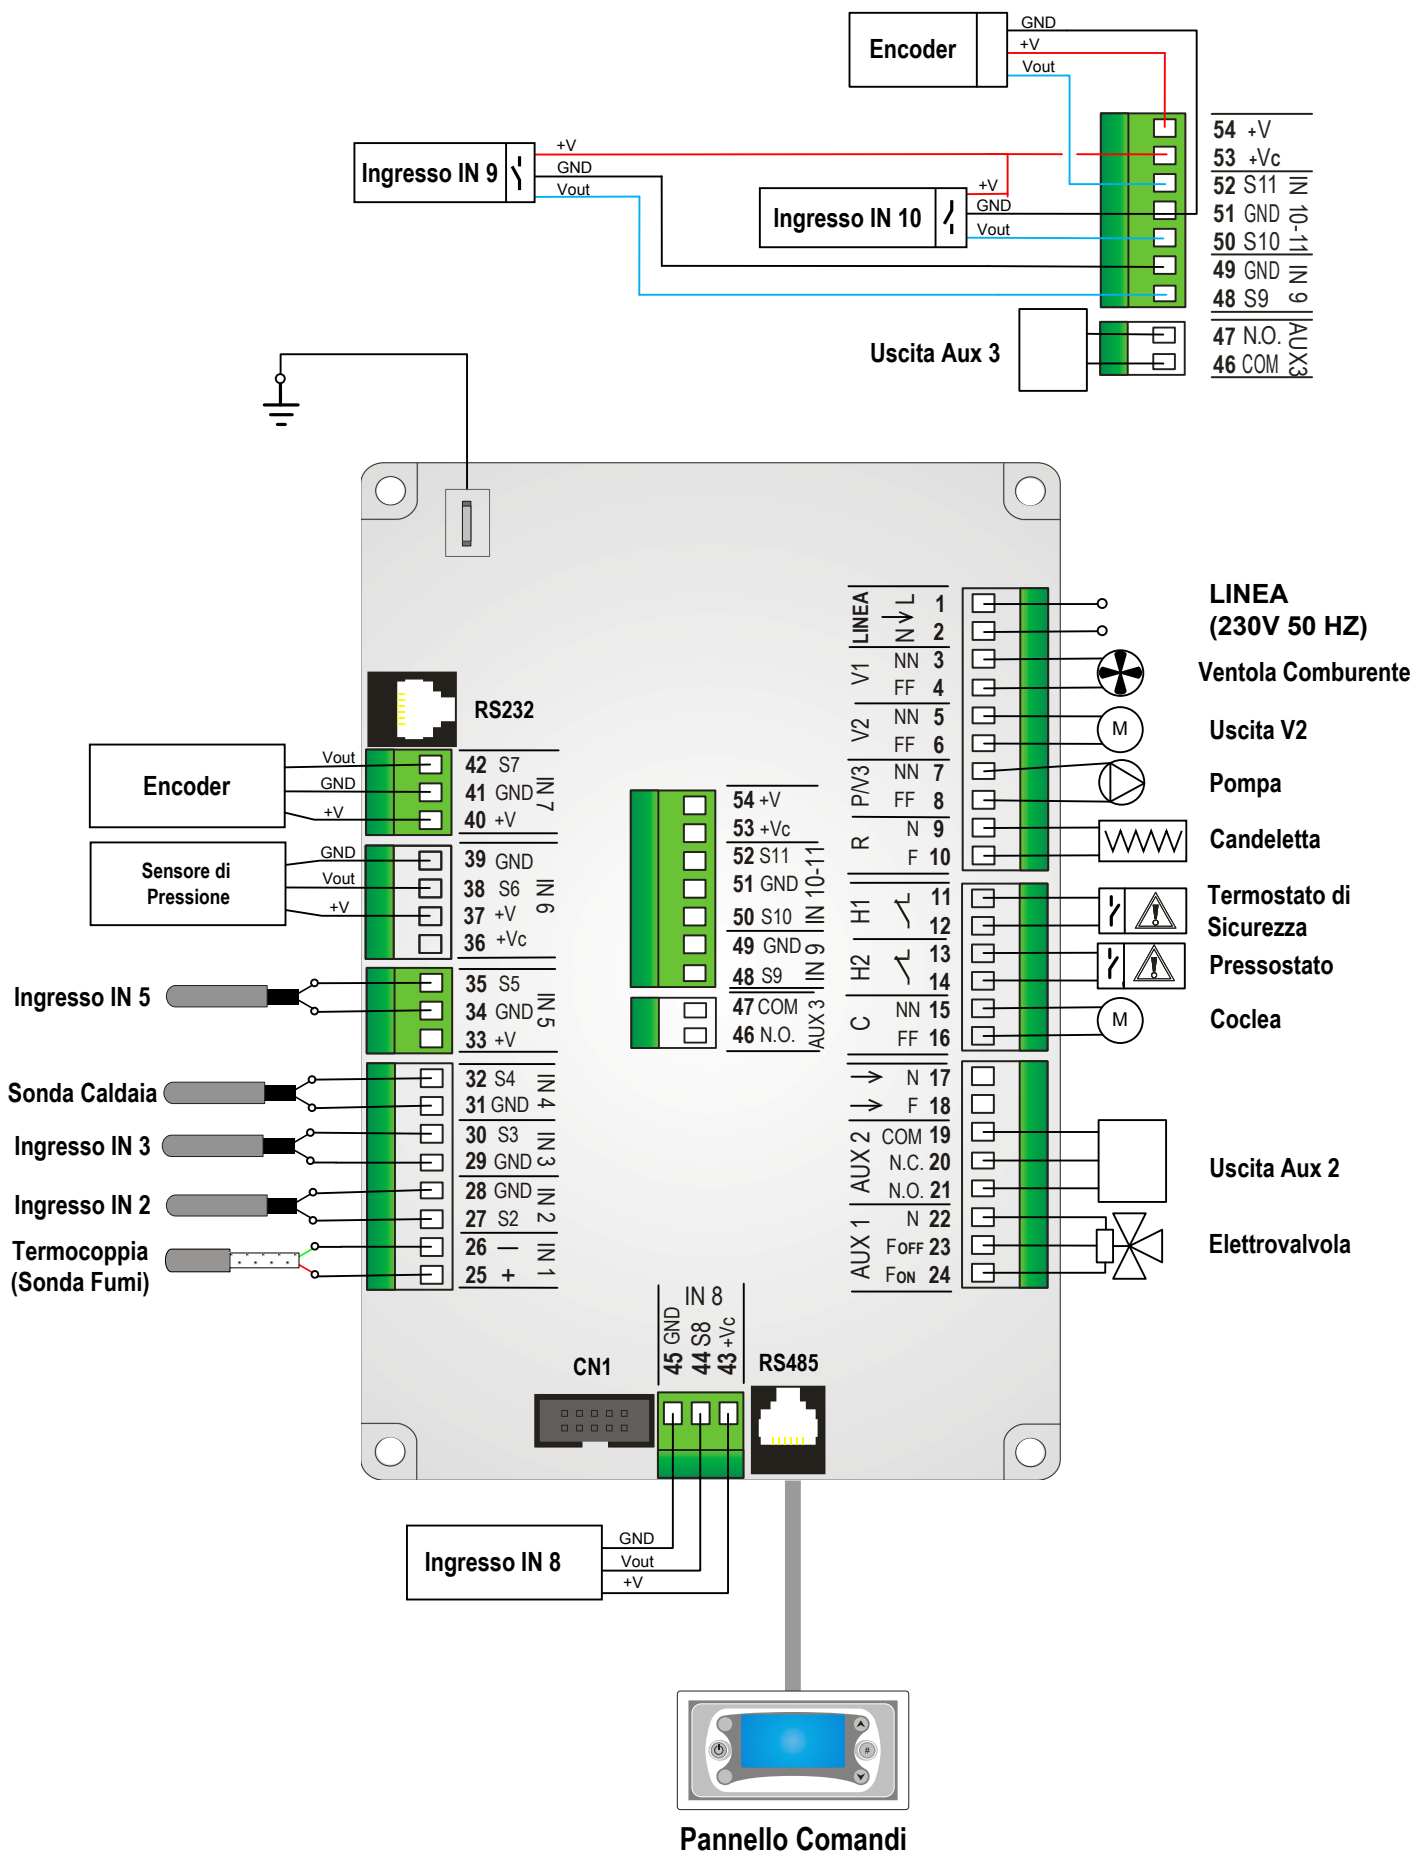 Encoder
GND
+V
Vout
Ingresso IN 9
+V
GND
Vout
Ingresso IN 10
+V
GND
Vout
54 +V
53 +Vc
52 S11
51 GND
50 S10
IN 10-11
49 GND
48 S9
IN 9
Uscita Aux 3
47 N.O.
46 COM
AUX3
RS232
Encoder
Vout
GND
+V
42 S7
41 GND
40 +V
IN 7
Sensore di
Pressione
GND
Vout
+V
39 GND
38 S6
37 +V
36 +Vc
IN 6
Ingresso IN 5
35 S5
34 GND
33 +V
IN 5
Sonda Caldaia
32 S4
31 GND
IN 4
Ingresso IN 3
30 S3
29 GND
IN 3
Ingresso IN 2
28 GND
27 S2
IN 2
Termocoppia
(Sonda Fumi)
26 —
25 +
IN 1
54 +V
53 +Vc
52 S11
51 GND
50 S10
IN 10-11
49 GND
48 S9
IN 9
47 COM
46 N.O.
AUX 3
LINEA
L 1
N 2
LINEA
(230V 50 HZ)
V1
NN 3
FF 4
Ventola Comburente
V2
NN 5
FF 6
M
Uscita V2
P/V3
NN 7
FF 8
Pompa
R
N 9
F 10
Candeletta
H1
11
12
Termostato di
Sicurezza
H2
13
14
Pressostato
C
NN 15
FF 16
M
Coclea
N 17
F 18
AUX 2
COM 19
N.C. 20
N.O. 21
Uscita Aux 2
AUX 1
N 22
FOFF 23
FON 24
Elettrovalvola
IN 8
45 GND
44 S8
43 +Vc
CN1
RS485
Ingresso IN 8
GND
Vout
+V
#
Pannello Comandi